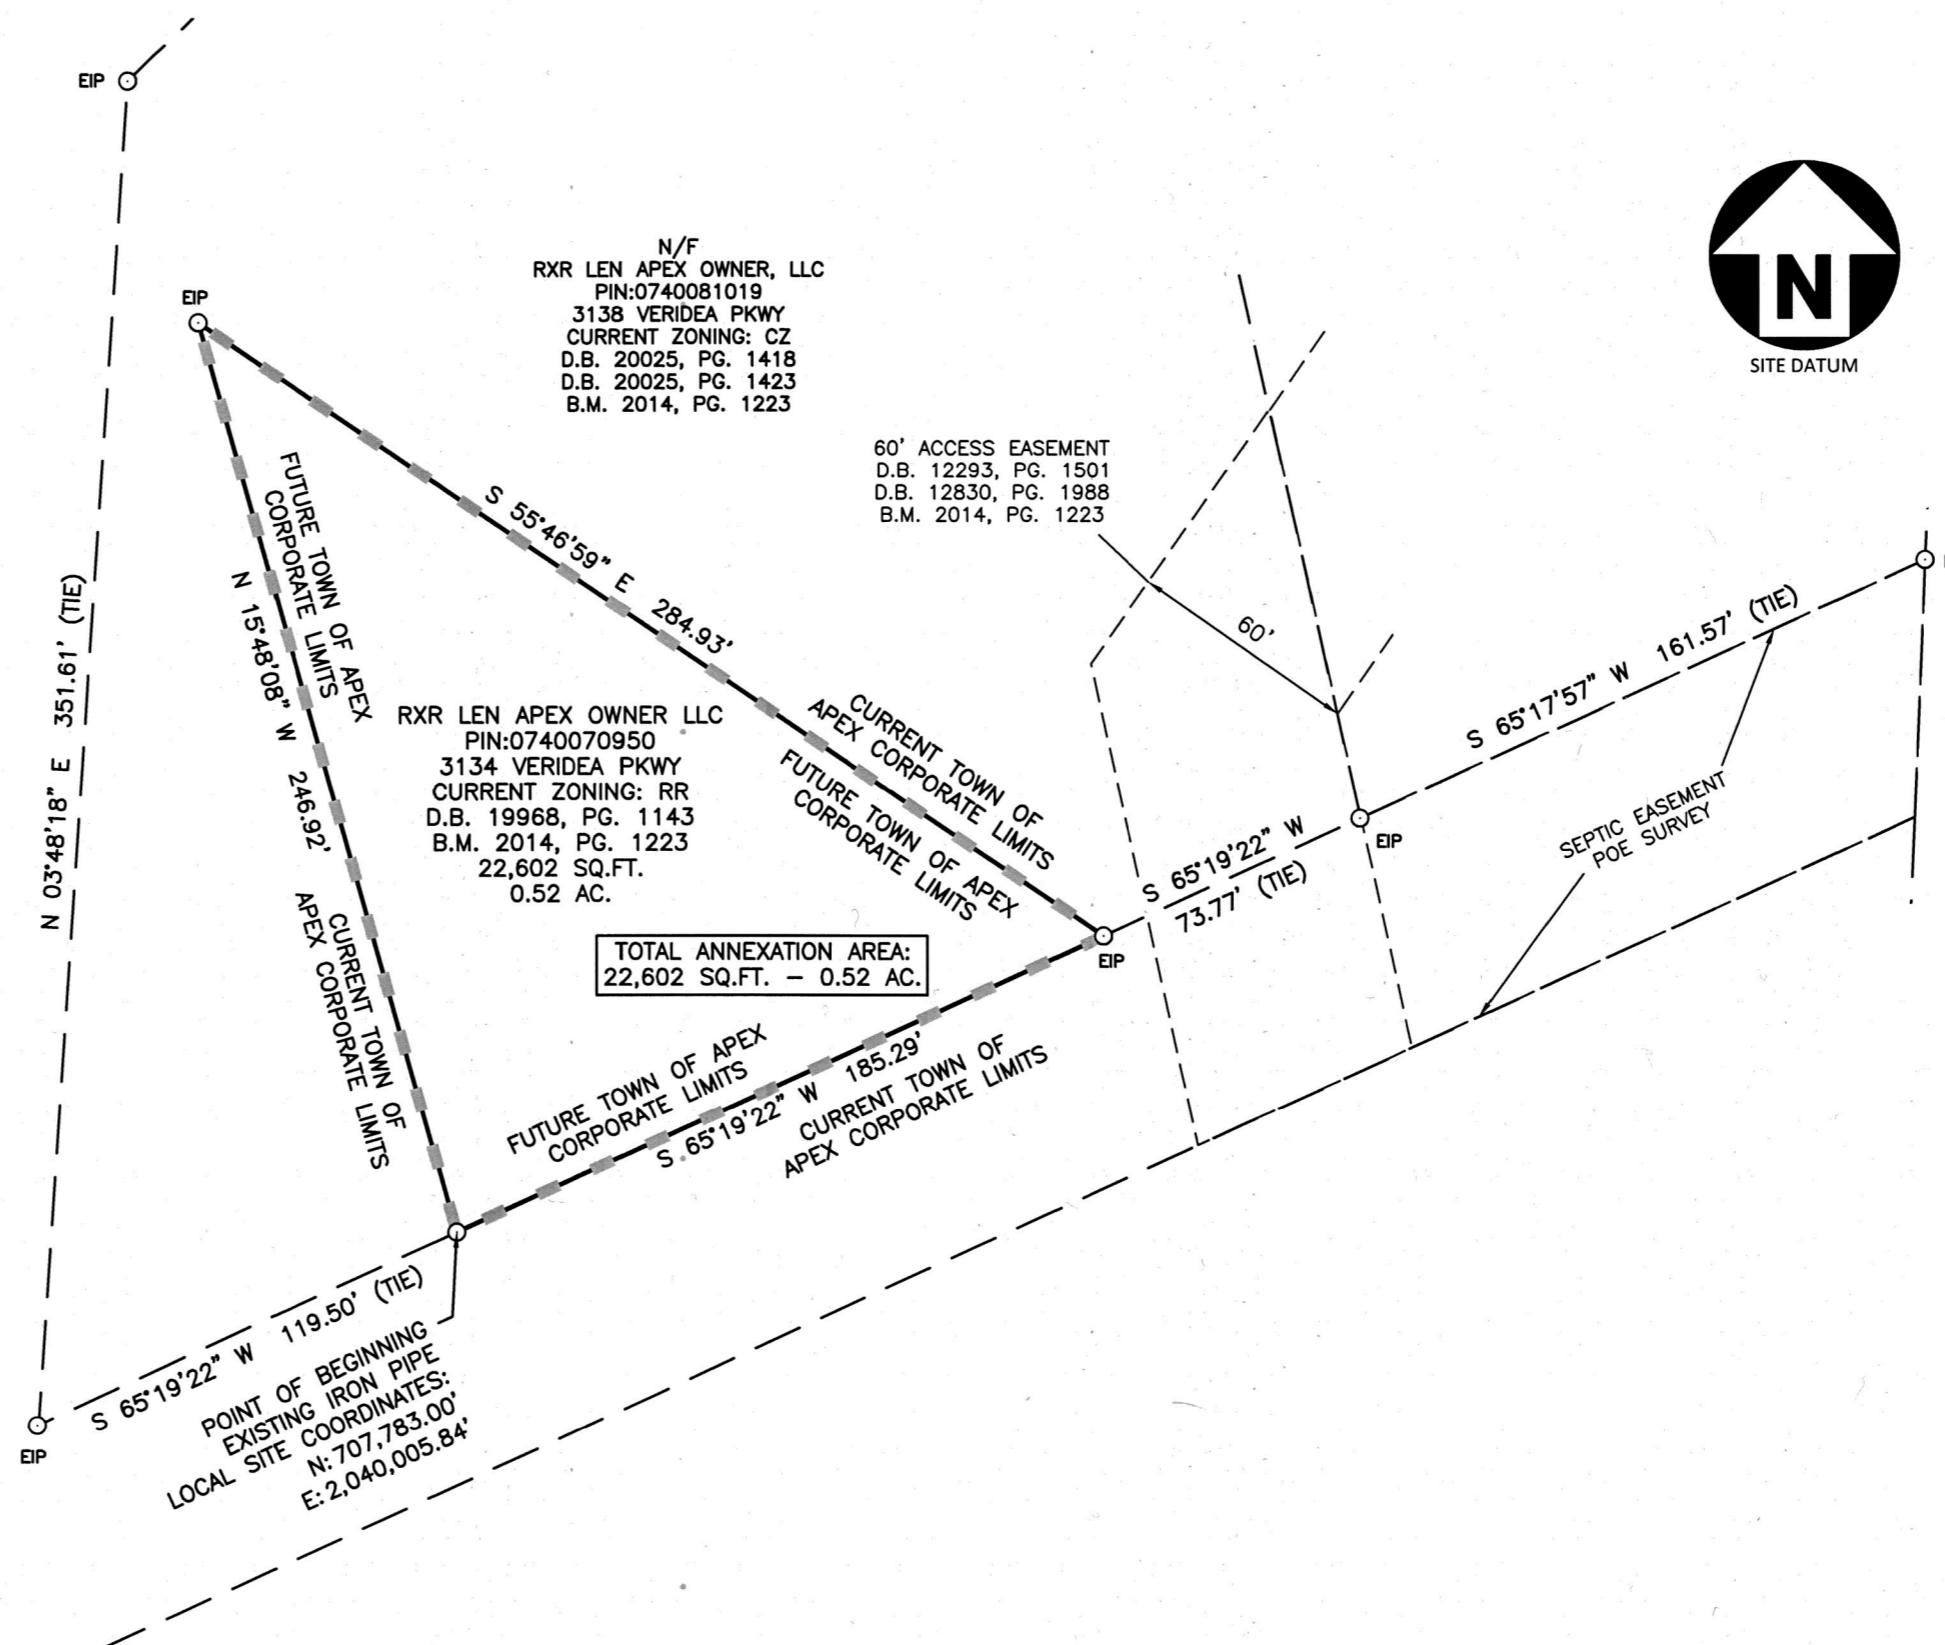 EIP
N
SITE DATUM
N/F
RXR LEN APEX OWNER, LLC
PIN:0740081019
3138 VERIDEA PKWY
CURRENT ZONING: CZ
D.B. 20025, PG. 1418
D.B. 20025, PG. 1423
B.M. 2014, PG. 1223
EIP
60' ACCESS EASEMENT
D.B. 12293, PG. 1501
D.B. 12830, PG. 1988
B.M. 2014, PG. 1223
FUTURE TOWN OF APEX
CORPORATE LIMITS
S 55°46'59" E 284.93'
N 15°48'08" W 246.92'
N 03°48'18" E 351.61' (TIE)
60'
S 65°17'57" W 161.57' (TIE)
RXR LEN APEX OWNER LLC
PIN:0740070950
3134 VERIDEA PKWY
CURRENT ZONING: RR
D.B. 19968, PG. 1143
B.M. 2014, PG. 1223
22,602 SQ.FT.
0.52 AC.
CURRENT TOWN OF
APEX CORPORATE LIMITS
FUTURE TOWN OF APEX
CORPORATE LIMITS
SEPTIC EASEMENT
POE SURVEY
EIP
S 65°19'22" W
73.77' (TIE)
CURRENT TOWN OF
APEX CORPORATE LIMITS
TOTAL ANNEXATION AREA:
22,602 SQ.FT. – 0.52 AC.
EIP
FUTURE TOWN OF APEX
CORPORATE LIMITS
S 65°19'22" W 185.29'
CURRENT TOWN OF
APEX CORPORATE LIMITS
S 65°19'22" W 119.50' (TIE)
EIP
POINT OF BEGINNING
EXISTING IRON PIPE
LOCAL SITE COORDINATES:
N: 707,783.00'
E: 2,040,005.84'